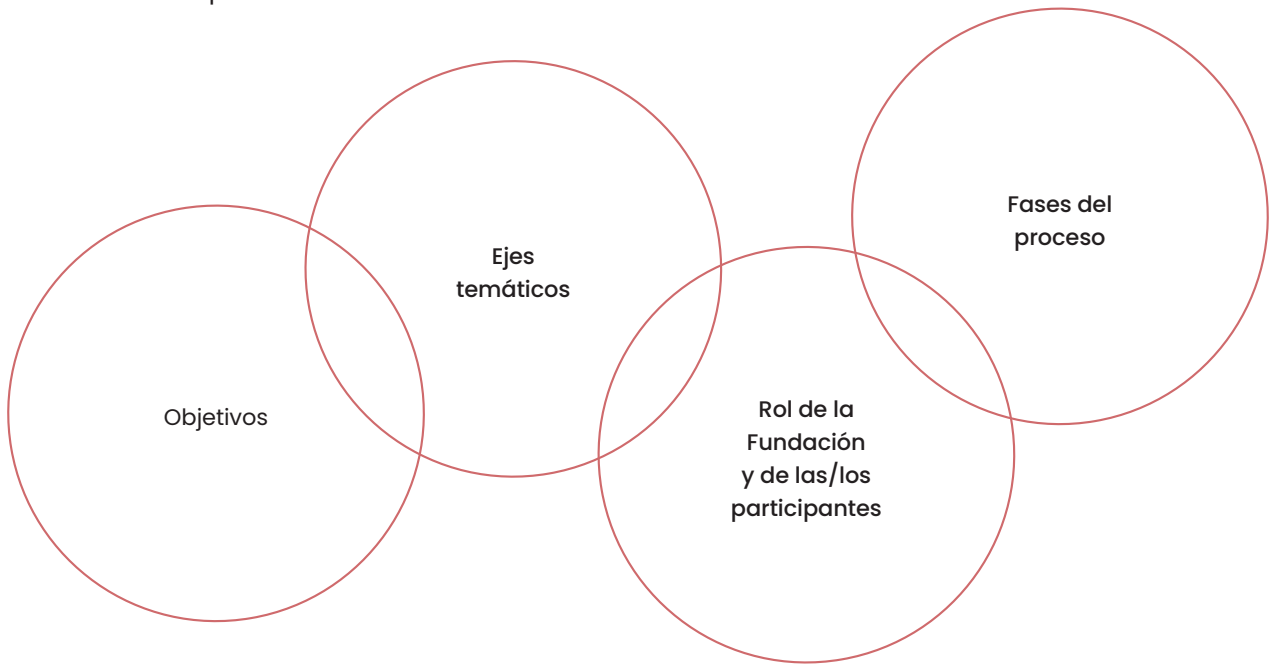 Objetivos
Ejes
temáticos
Rol de la
Fundación
y de las/los
participantes
Fases del
proceso